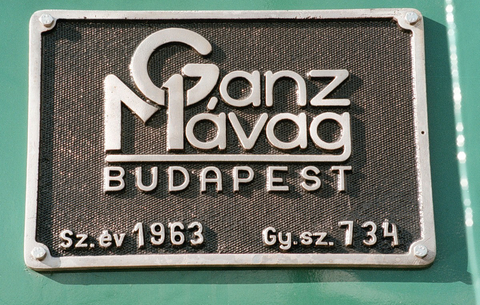 Ganz
Mávag
BUDAPEST
Sz. év 1963 Gy. sz. 734